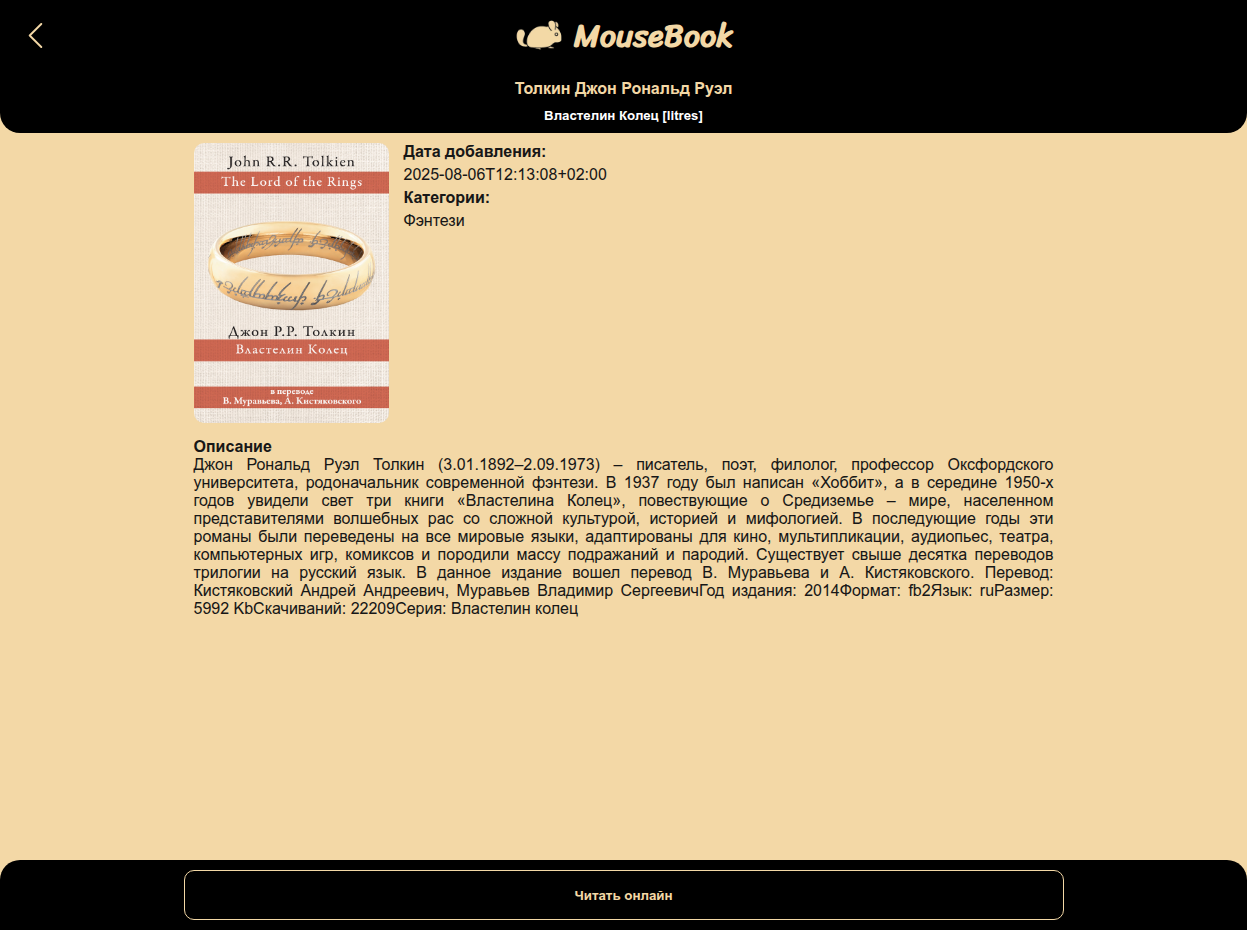 MouseBook
Толкин Джон Рональд Руэл
Властелин Колец [litres]
John R.R. Tolkien
The Lord of the Rings
Джон Р.Р. Толкин
Властелин Колец
в переводе
В. Муравьева, А. Кистяковского
Дата добавления:
2025-08-06T12:13:08+02:00
Категории:
Фэнтези
Описание
Джон Рональд Руэл Толкин (3.01.1892–2.09.1973) – писатель, поэт, филолог, профессор Оксфордского
университета, родоначальник современной фэнтези. В 1937 году был написан «Хоббит», а в середине 1950-х
годов увидели свет три книги «Властелина Колец», повествующие о Средиземье – мире, населенном
представителями волшебных рас со сложной культурой, историей и мифологией. В последующие годы эти
романы были переведены на все мировые языки, адаптированы для кино, мультипликации, аудиопьес, театра,
компьютерных игр, комиксов и породили массу подражаний и пародий. Существует свыше десятка переводов
трилогии на русский язык. В данное издание вошел перевод В. Муравьева и А. Кистяковского. Перевод:
Кистяковский Андрей Андреевич, Муравьев Владимир СергеевичГод издания: 2014Формат: fb2Язык: ruРазмер:
5992 KbСкачиваний: 22209Серия: Властелин колец
Читать онлайн